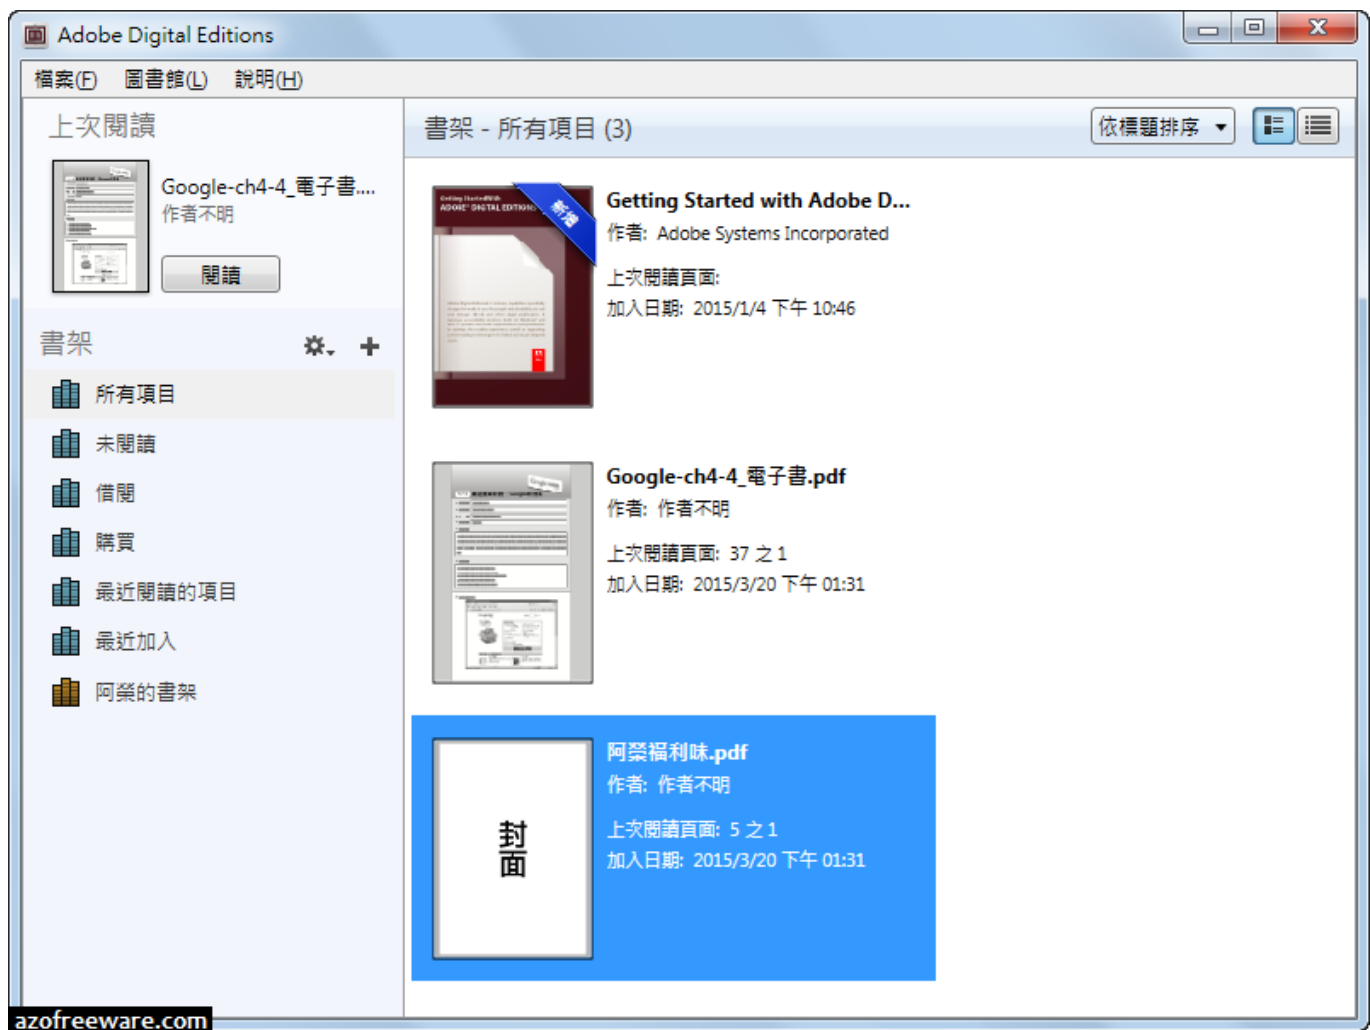 Adobe Digital Editions
檔案(F) 圖書館(L) 說明(H)
上次閱讀
Google-ch4-4_電子書....
作者不明
閱讀
書架
所有項目
未閱讀
借閱
購買
最近閱讀的項目
最近加入
阿榮的書架
書架 - 所有項目 (3)
依標題排序
Getting Started With
ADOBE® DIGITAL EDITIONS
新增
Getting Started with Adobe D...
作者: Adobe Systems Incorporated
上次閱讀頁面:
加入日期: 2015/1/4 下午 10:46
Google-ch4-4_電子書.pdf
作者: 作者不明
上次閱讀頁面: 37 之 1
加入日期: 2015/3/20 下午 01:31
封面
阿榮福利味.pdf
作者: 作者不明
上次閱讀頁面: 5 之 1
加入日期: 2015/3/20 下午 01:31
azofreeware.com